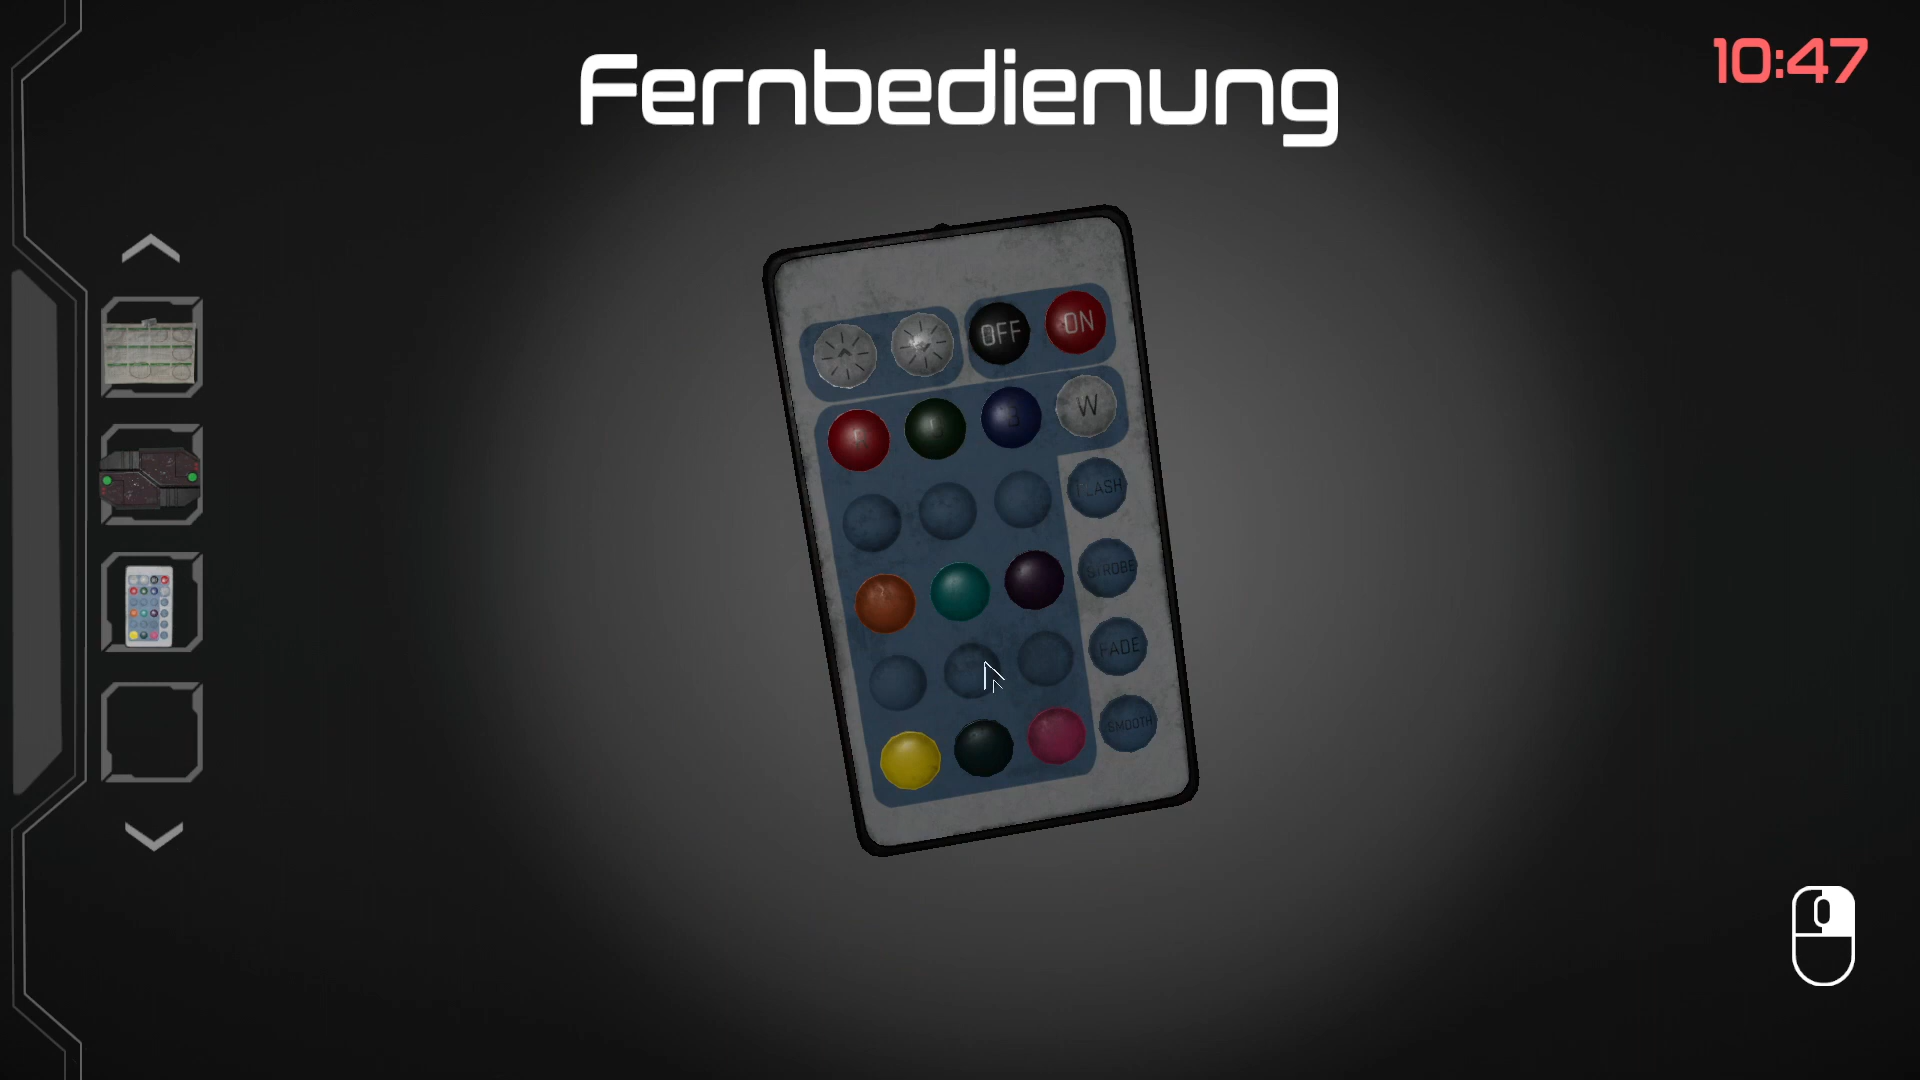 Fernbedienung
10:47
OFF ON
W
FLASH
STROBE
FADE
SMOOTH